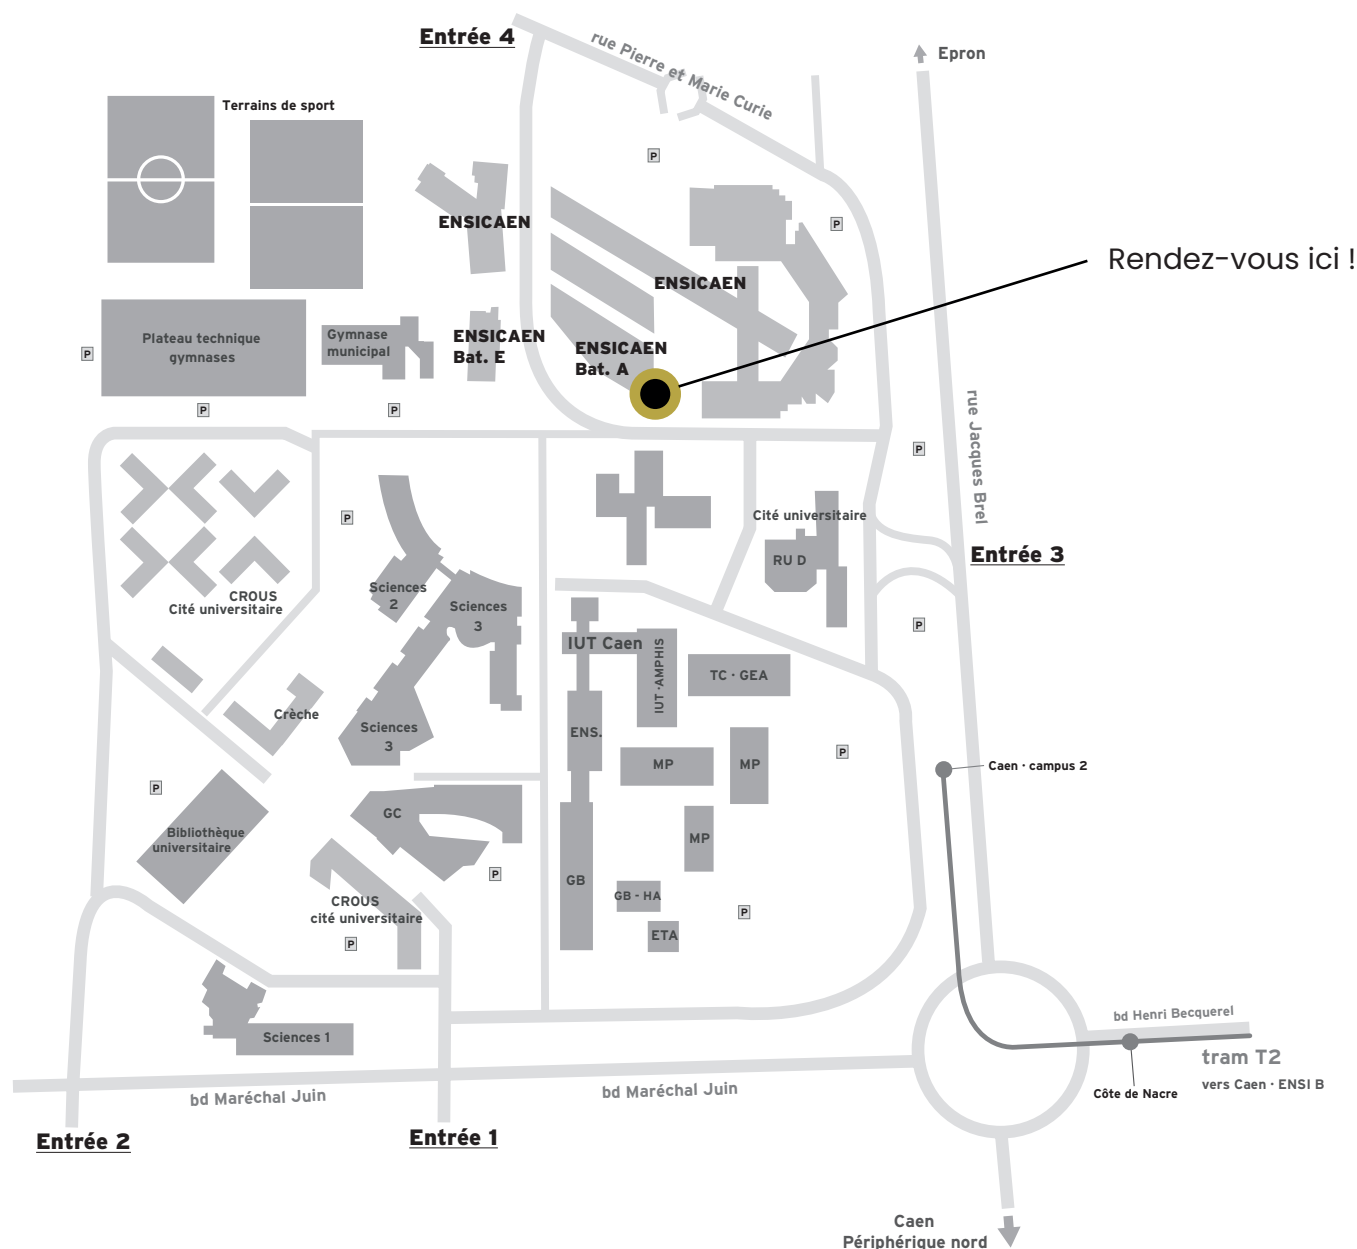 Entrée 4
rue Pierre et Marie Curie
Epron
Terrains de sport
P
P
ENSICAEN
Rendez-vous ici !
ENSICAEN
Plateau technique
gymnases
Gymnase
municipal
ENSICAEN
Bat. E
ENSICAEN
Bat. A
P
P
P
rue Jacques Brel
P
P
Cité universitaire
RU D
Entrée 3
CROUS
Cité universitaire
Sciences
2
Sciences
3
P
IUT Caen
IUT · AMPHIS
TC · GEA
Crèche
Sciences
3
ENS.
MP
MP
P
Caen · campus 2
P
GC
Bibliothèque
universitaire
MP
P
GB
GB - HA
CROUS
cité universitaire
P
P
ETA
bd Henri Becquerel
Sciences 1
tram T2
vers Caen · ENSI B
bd Maréchal Juin
bd Maréchal Juin
Côte de Nacre
Entrée 2
Entrée 1
Caen
Périphérique nord